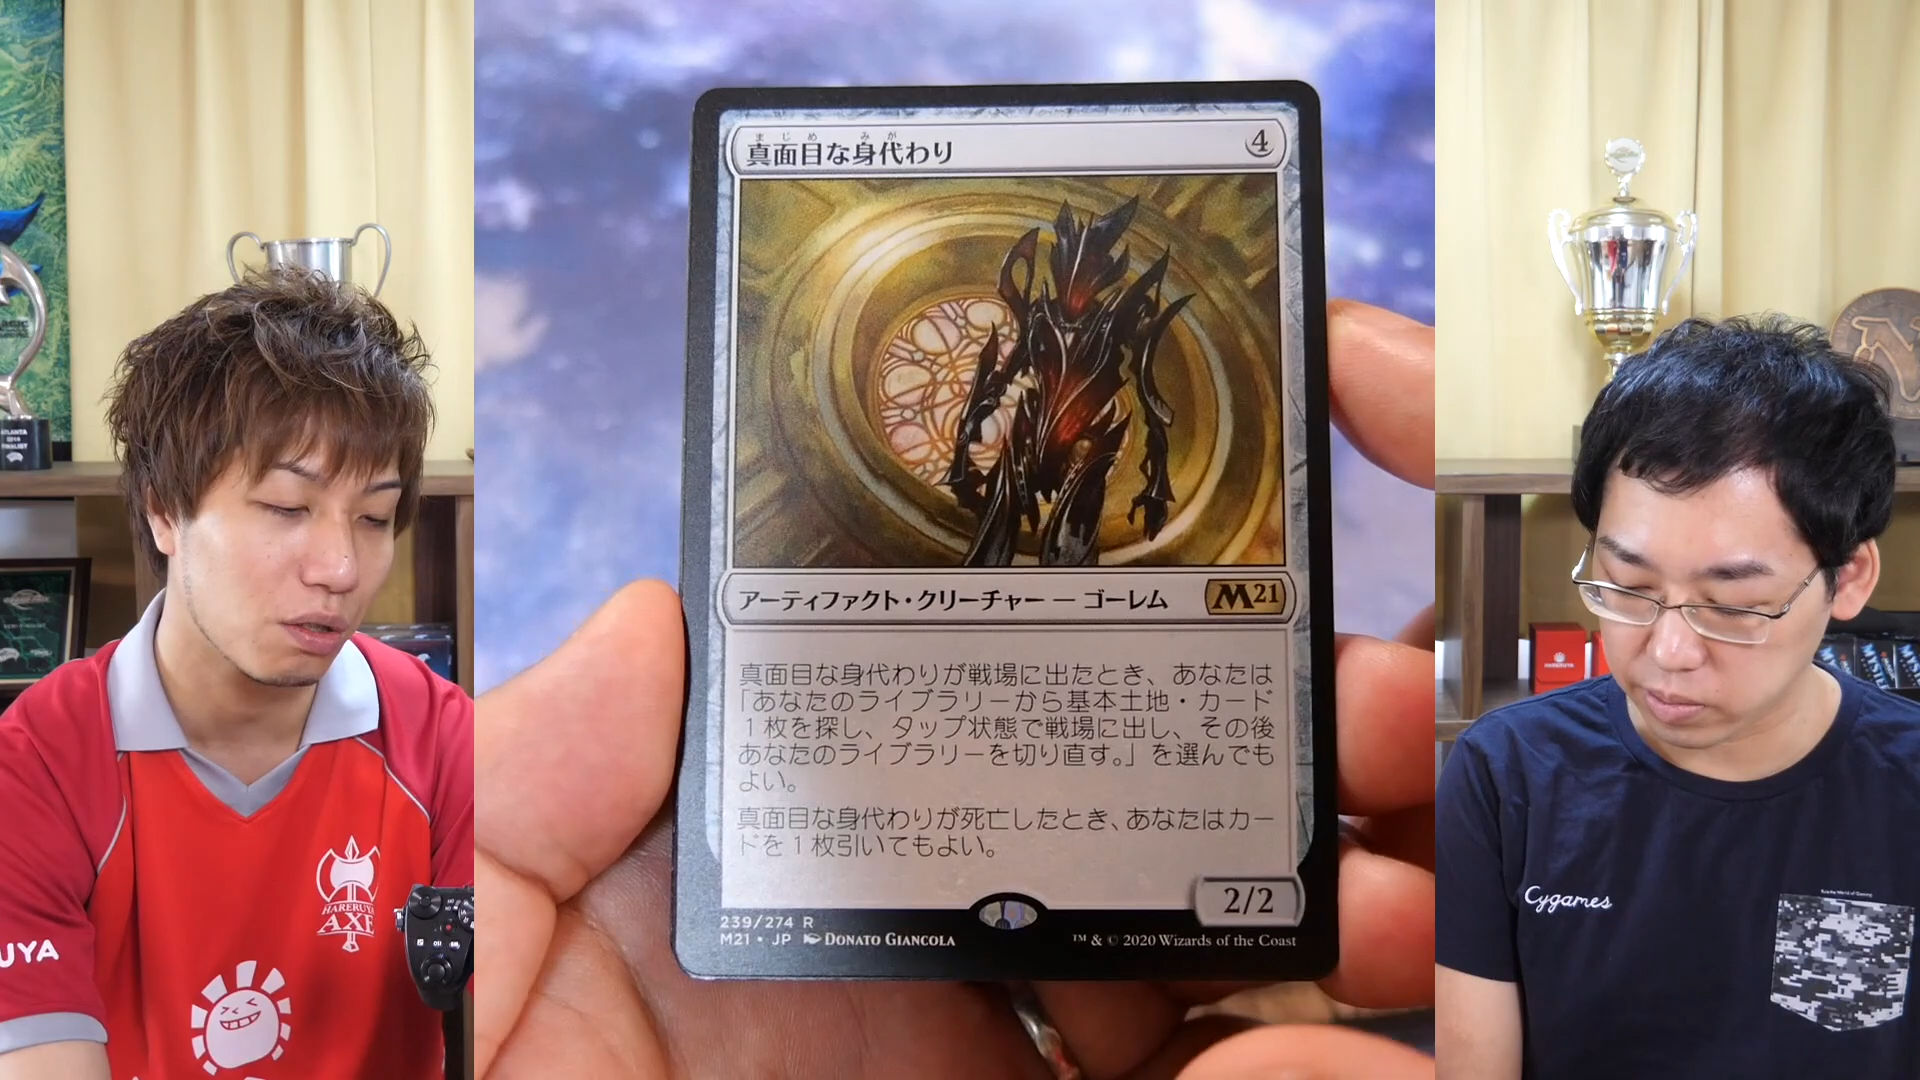 まじめ みが
真面目な身代わり
4
アーティファクト・クリーチャー — ゴーレム
M21
真面目な身代わりが戦場に出たとき、あなたは
「あなたのライブラリーから基本土地・カード
1枚を探し、タップ状態で戦場に出し、その後
あなたのライブラリーを切り直す。」を選んでも
よい。
真面目な身代わりが死亡したとき、あなたはカー
ドを1枚引いてもよい。
2/2
239/274 R
M21 • JP DONATO GIANCOLA
™ & © 2020 Wizards of the Coast
ATLANTA
FINALIST
HARERUYA
AXE
UYA
HARERUYA
Cygames